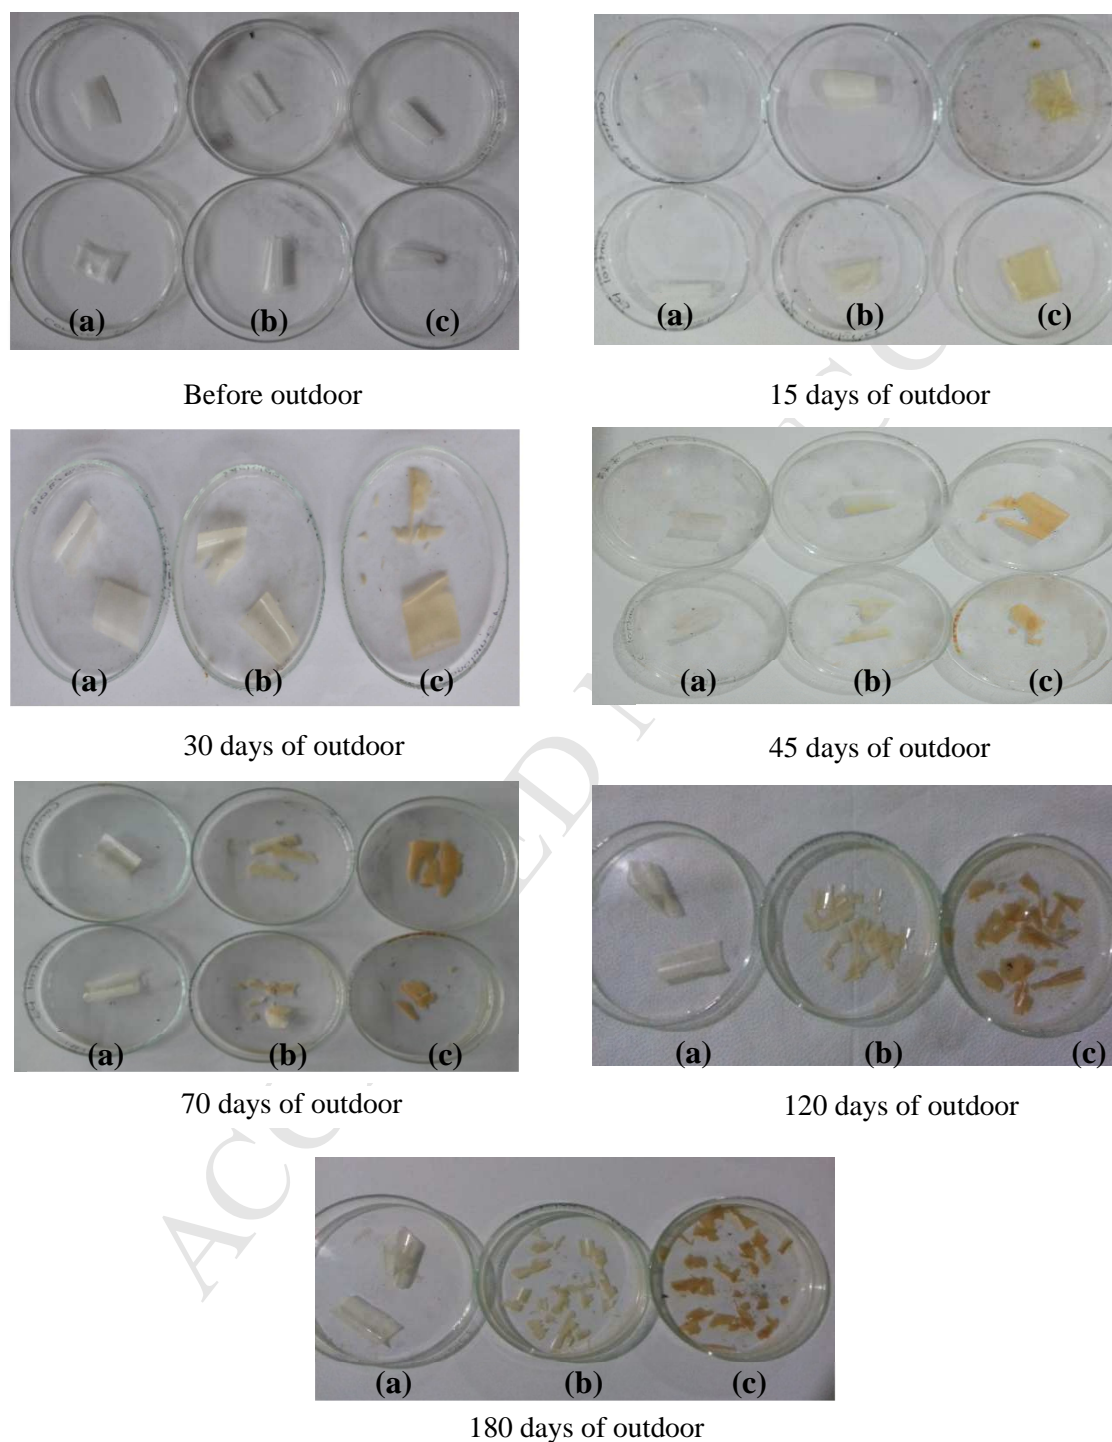 (a) (b) (c)
(a) (b) (c)
Before outdoor
15 days of outdoor
(a) (b) (c)
(a) (b) (c)
30 days of outdoor
45 days of outdoor
(a) (b) (c)
(a) (b) (c)
70 days of outdoor
120 days of outdoor
(a) (b) (c)
180 days of outdoor